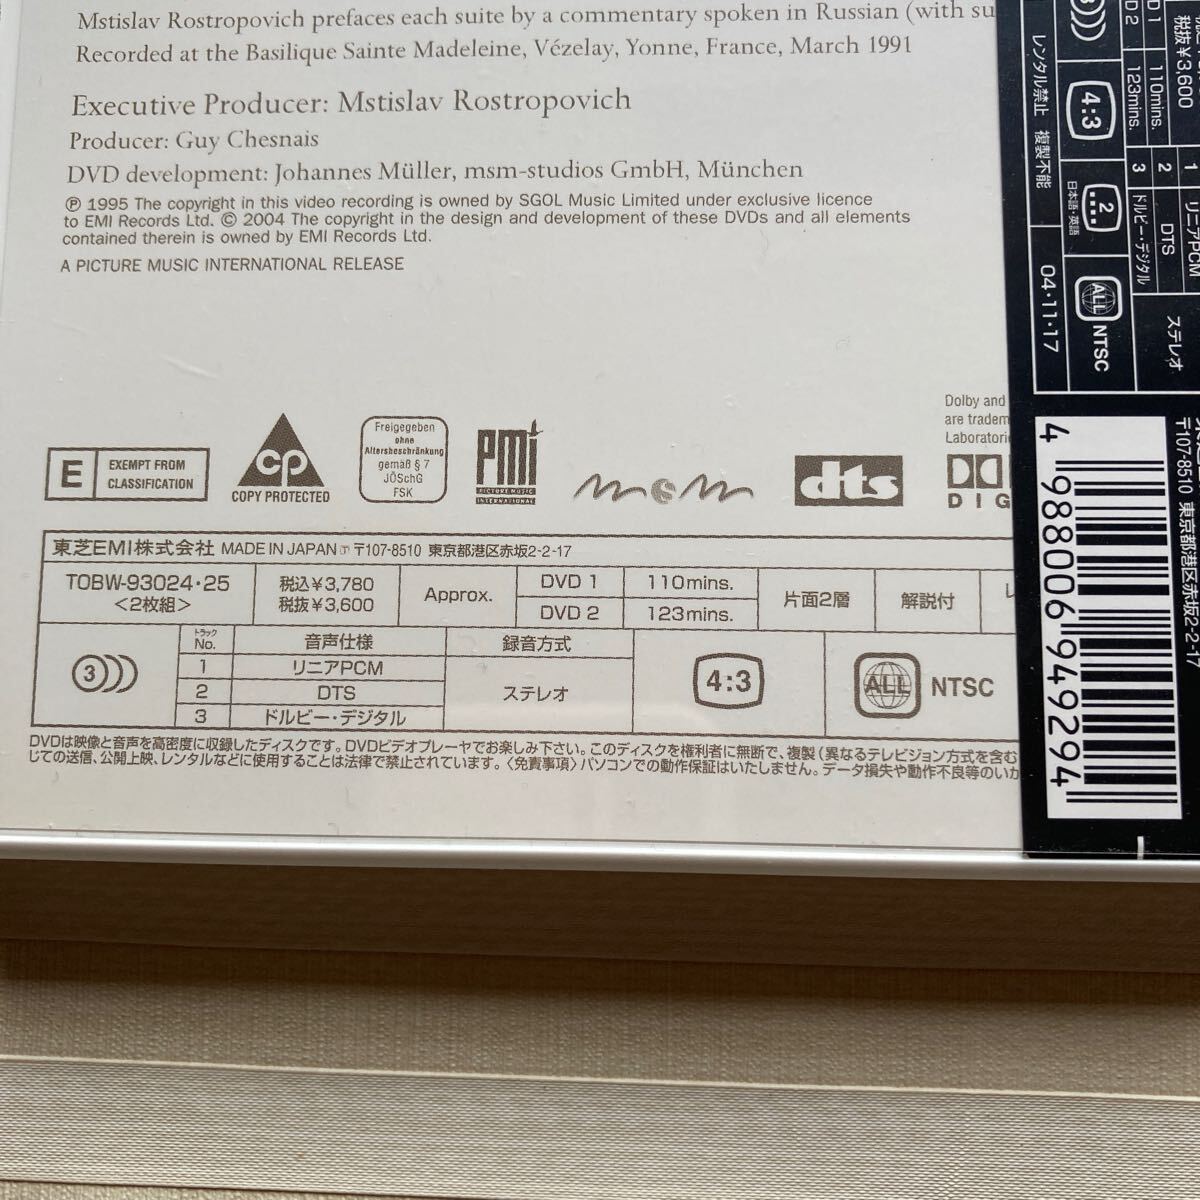 Mstislav Rostropovich prefaces each suite by a commentary spoken in Russian (with su
Recorded at the Basilique Sainte Madeleine, Vézelay, Yonne, France, March 1991
Executive Producer: Mstislav Rostropovich
Producer: Guy Chesnais
DVD development: Johannes Müller, msm-studios GmbH, München
℗ 1995 The copyright in this video recording is owned by SGOL Music Limited under exclusive licence
to EMI Records Ltd. © 2004 The copyright in the design and development of these DVDs and all elements
contained therein is owned by EMI Records Ltd.
A PICTURE MUSIC INTERNATIONAL RELEASE
Dolby and
are tradem
Laboratori
E EXEMPT FROM
CLASSIFICATION
CP
COPY PROTECTED
Freigegeben
ohne
Altersbeschränkung
gemäß § 7
JÖSchG
FSK
PMI
PICTURE MUSIC
INTERNATIONAL
msm
dts
DIG
東芝EMI株式会社 MADE IN JAPAN 〒107-8510 東京都港区赤坂2-2-17
TOBW-93024・25
<2枚組>
税込¥3,780
税抜¥3,600
Approx.
DVD 1 110mins.
DVD 2 123mins.
片面2層
解説付
レ
3
トラック
No. 音声仕様 録音方式
1 リニアPCM
2 DTS
3 ドルビー・デジタル
ステレオ
4:3
ALL NTSC
DVDは映像と音声を高密度に収録したディスクです。DVDビデオプレーヤでお楽しみ下さい。このディスクを権利者に無断で、複製(異なるテレビジョン方式を含む
じての送信、公開上映、レンタルなどに使用することは法律で禁止されています。〈免責事項〉パソコンでの動作保証はいたしません。データ損失や動作不良等のいか
税抜¥3,600
D 1 110mins.
D 2 123mins.
1 リニアPCM
2 DTS
3 ドルビー・デジタル
ステレオ
3
4:3
2
日本語・英語
ALL NTSC
レンタル禁止 複製不能
04・11・17
〒107-8510 東京都港区赤坂2-2-17
4 988006 949294